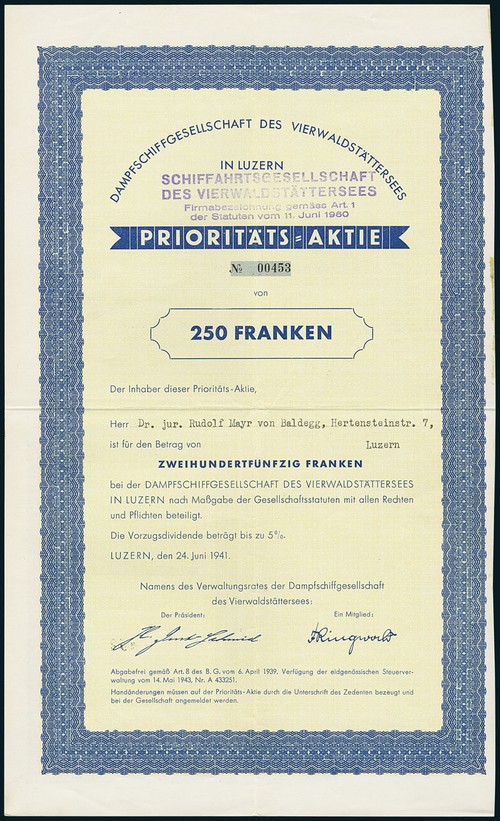 DAMPFSCHIFFGESELLSCHAFT DES VIERWALDSTÄTTERSEES
IN LUZERN
SCHIFFAHRTSGESELLSCHAFT
DES VIERWALDSTÄTTERSEES
Firmabezeichnung gemäss Art. 1
der Statuten vom 11. Juni 1960
PRIORITÄTS=AKTIE
№ 00453
von
250 FRANKEN
Der Inhaber dieser Prioritäts-Aktie,
Herr Dr. jur. Rudolf Mayr von Baldegg, Hertensteinstr. 7,
ist für den Betrag von Luzern
ZWEIHUNDERTFÜNFZIG FRANKEN
bei der DAMPFSCHIFFGESELLSCHAFT DES VIERWALDSTÄTTERSEES
IN LUZERN nach Maßgabe der Gesellschaftsstatuten mit allen Rechten
und Pflichten beteiligt.
Die Vorzugsdividende beträgt bis zu 5%.
LUZERN, den 24. Juni 1941.
Namens des Verwaltungsrates der Dampfschiffgesellschaft
des Vierwaldstättersees:
Der Präsident: Ein Mitglied:
Abgabefrei gemäß Art. 8 des B. G. vom 6. April 1939. Verfügung der eidgenössischen Steuerver-
waltung vom 14. Mai 1943, Nr. A 433251.
Handänderungen müssen auf der Prioritäts-Aktie durch die Unterschrift des Zedenten bezeugt und
bei der Gesellschaft angemeldet werden.